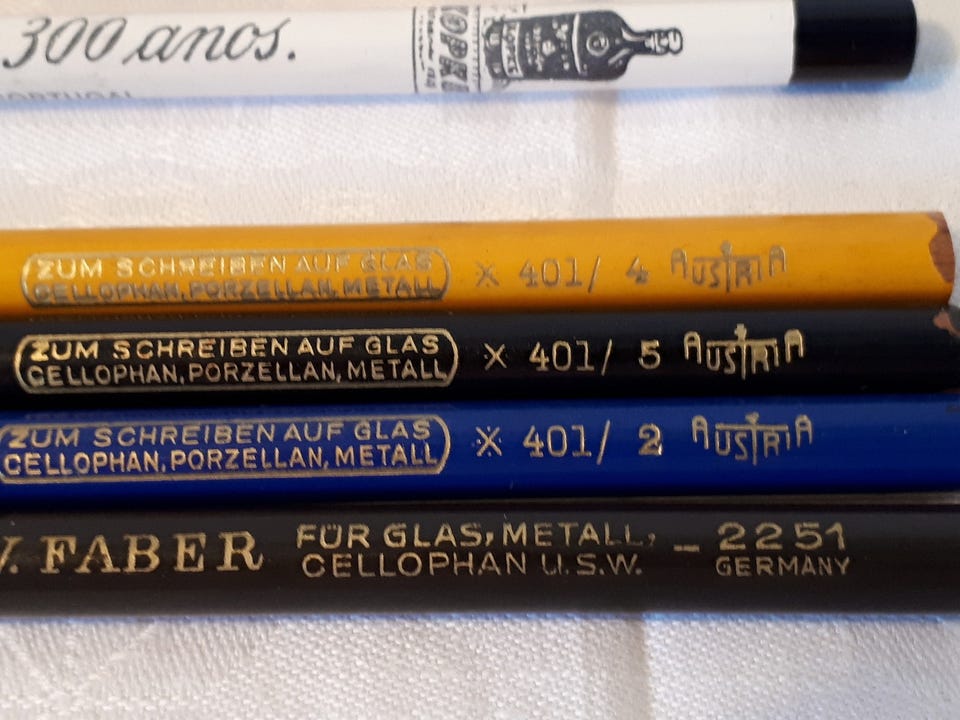 300 anos.
PORTUGAL
ZUM SCHREIBEN AUF GLAS
CELLOPHAN, PORZELLAN, METALL
※ 401/ 4 AUSTRIA
ZUM SCHREIBEN AUF GLAS
CELLOPHAN, PORZELLAN, METALL
※ 401/ 5 AUSTRIA
ZUM SCHREIBEN AUF GLAS
CELLOPHAN, PORZELLAN, METALL
※ 401/ 2 AUSTRIA
FABER
FÜR GLAS, METALL,
CELLOPHAN U.S.W.
– 2251
GERMANY